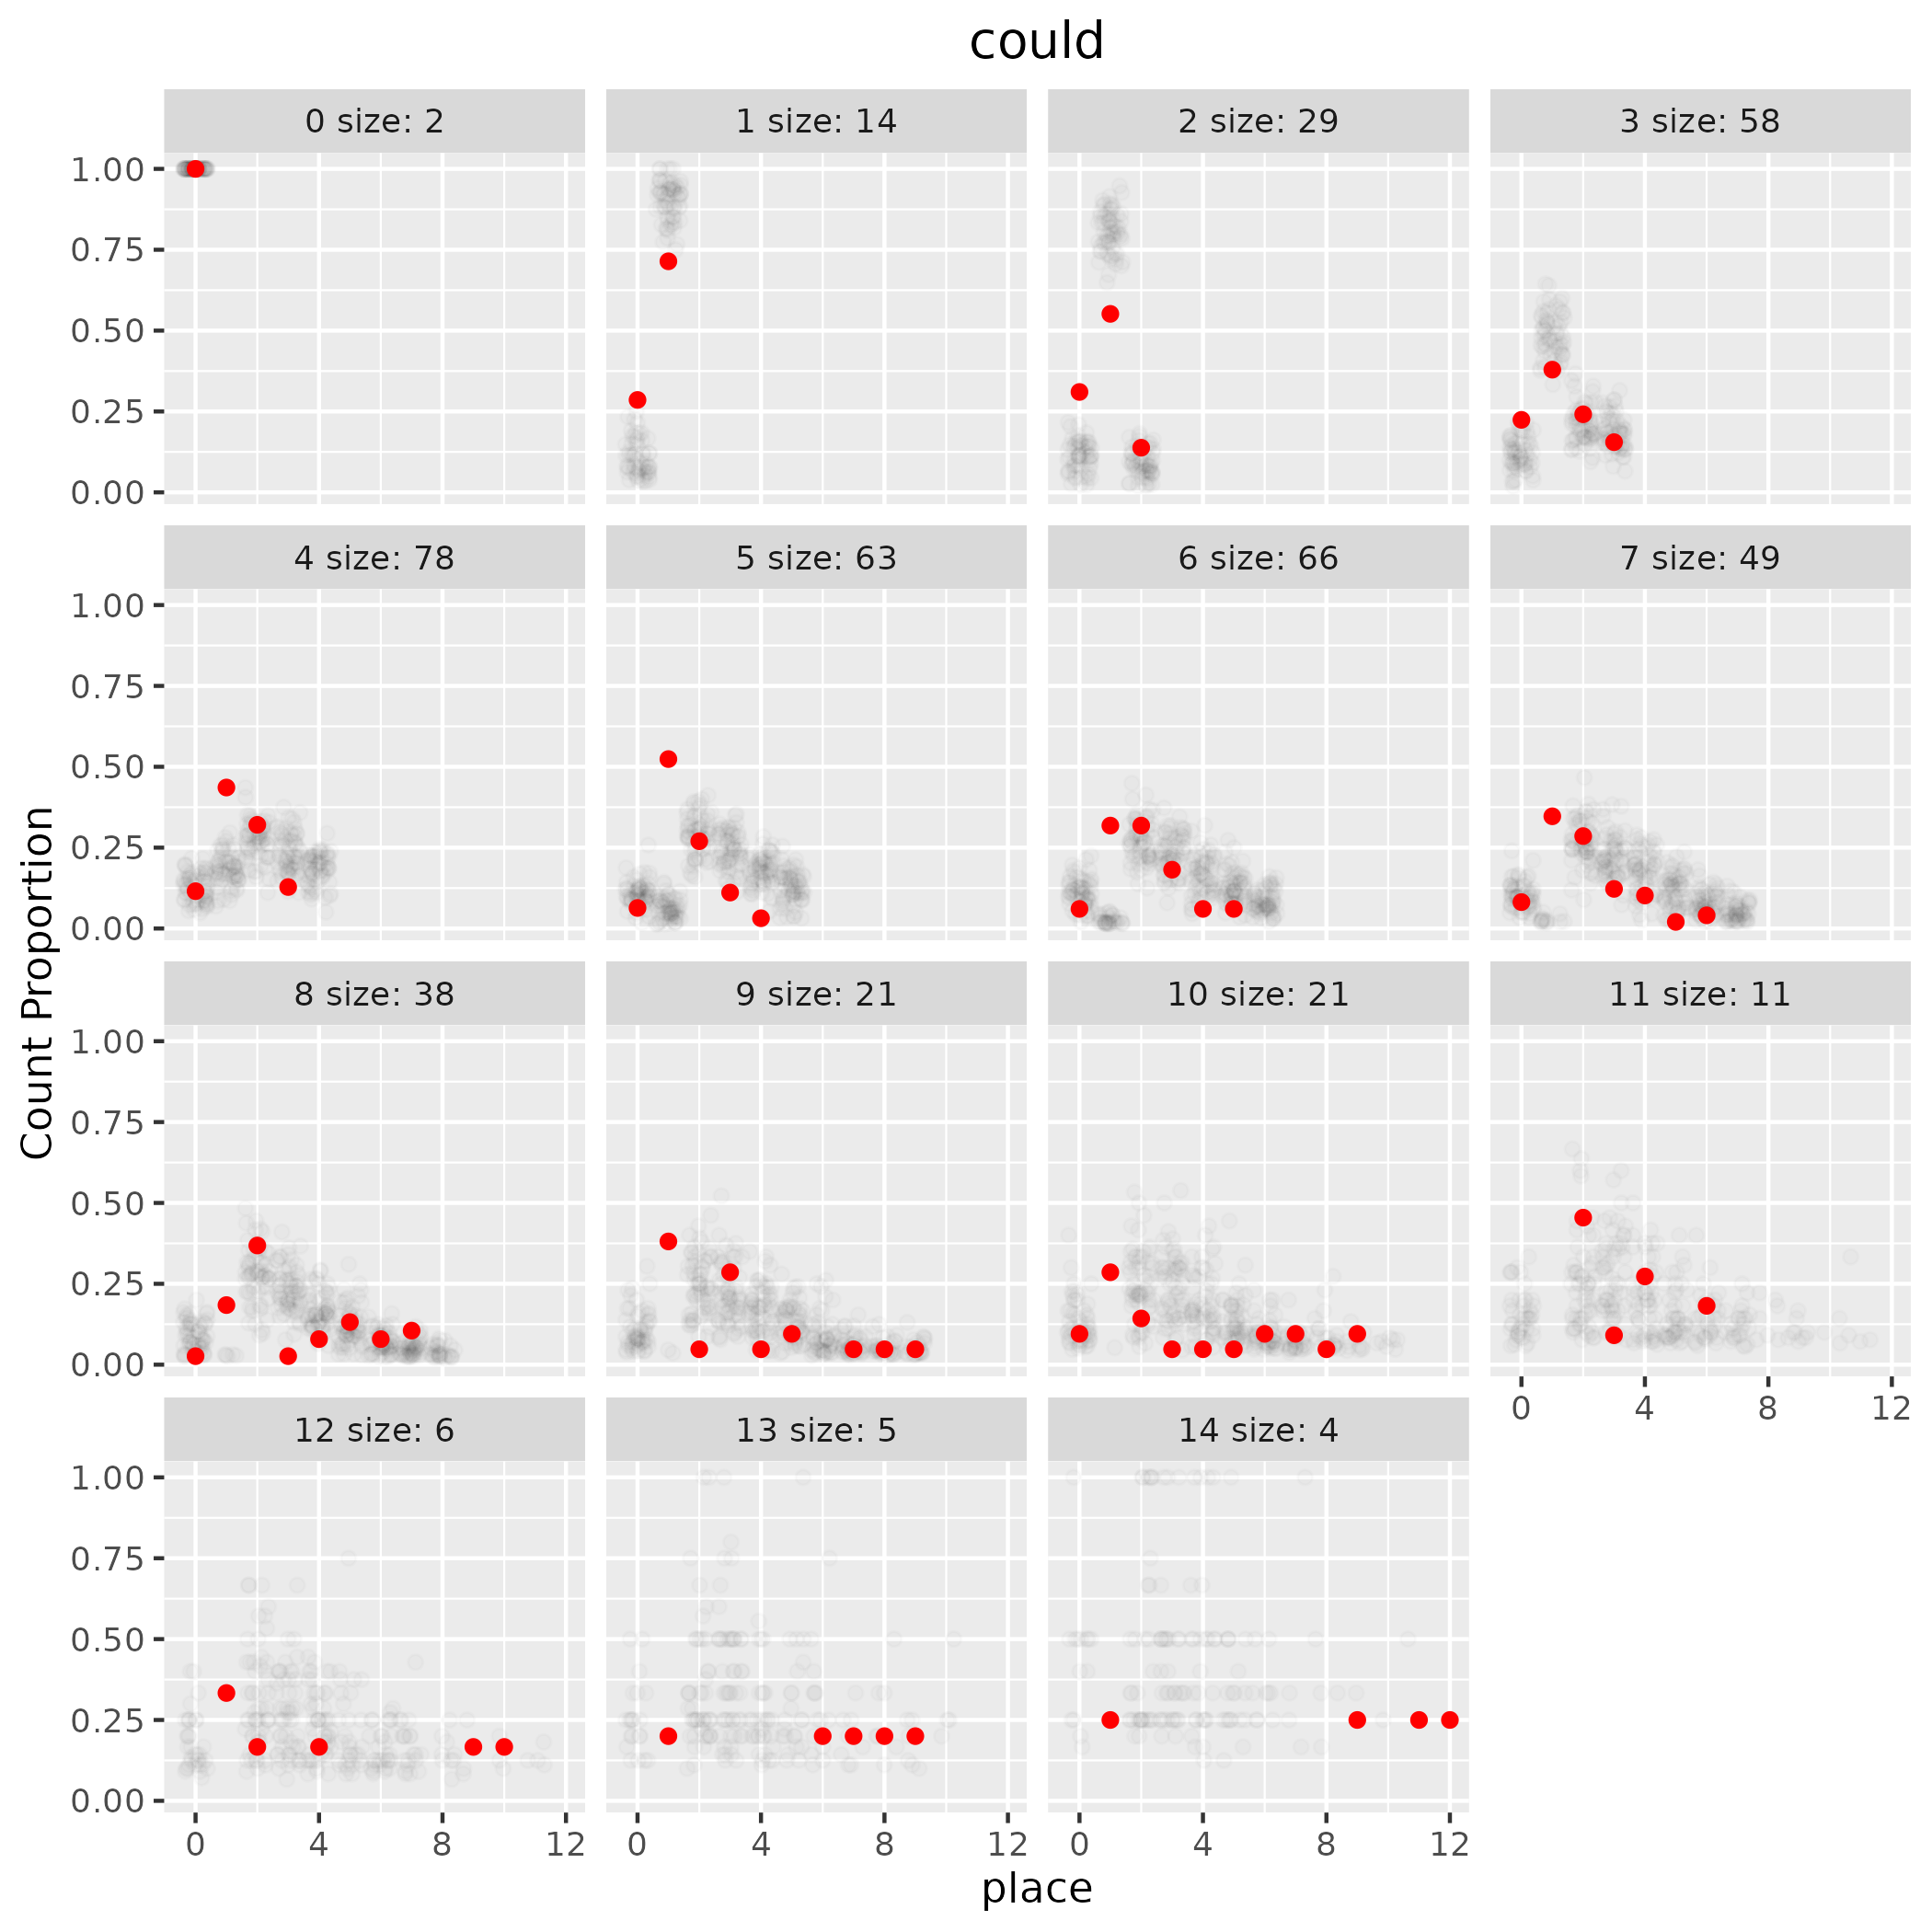 could
0 size: 2
1 size: 14
2 size: 29
3 size: 58
1.00
0.75
0.50
0.25
0.00
4 size: 78
5 size: 63
6 size: 66
7 size: 49
1.00
0.75
0.50
0.25
0.00
Count Proportion
8 size: 38
9 size: 21
10 size: 21
11 size: 11
1.00
0.75
0.50
0.25
0.00
0 4 8 12
12 size: 6
13 size: 5
14 size: 4
1.00
0.75
0.50
0.25
0.00
0 4 8 12
0 4 8 12
0 4 8 12
place